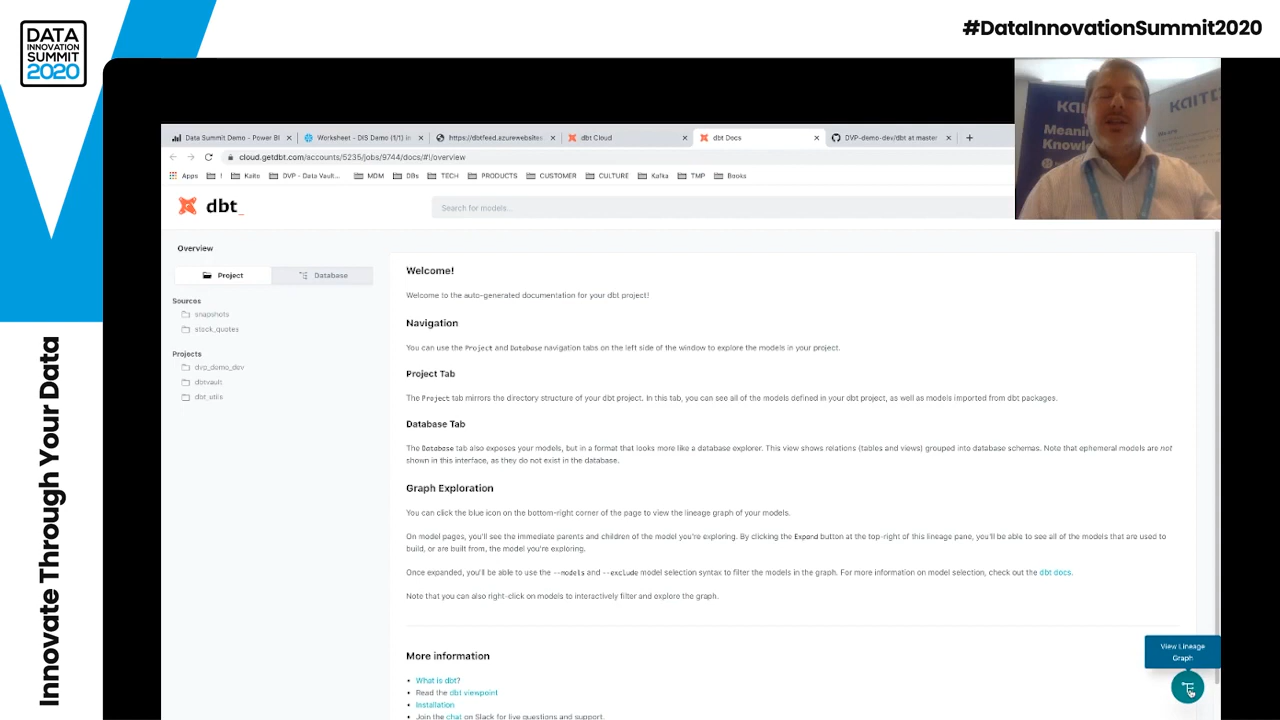 DATA
INNOVATION
SUMMIT
2020
#DataInnovationSummit2020
Innovate Through Your Data
Data Summit Demo - Power BI
Worksheet - DIS Demo (1/1) in
https://dbtfeed.azurewebsites.
dbt Cloud
dbt Docs
DVP-demo-dev/dbt at master
cloud.getdbt.com/accounts/5235/jobs/9744/docs/#!/overview
Apps
!
Kaito
DVP - Data Vault...
MDM
DBs
TECH
PRODUCTS
CUSTOMER
CULTURE
Kafka
TMP
Books
dbt_
Search for models...
Overview
Project
Database
Sources
snapshots
stock_quotes
Projects
dvp_demo_dev
dbtvault
dbt_utils
Welcome!
Welcome to the auto-generated documentation for your dbt project!
Navigation
You can use the Project and Database navigation tabs on the left side of the window to explore the models in your project.
Project Tab
The Project tab mirrors the directory structure of your dbt project. In this tab, you can see all of the models defined in your dbt project, as well as models imported from dbt packages.
Database Tab
The Database tab also exposes your models, but in a format that looks more like a database explorer. This view shows relations (tables and views) grouped into database schemas. Note that ephemeral models are not
shown in this interface, as they do not exist in the database.
Graph Exploration
You can click the blue icon on the bottom-right corner of the page to view the lineage graph of your models.
On model pages, you'll see the immediate parents and children of the model you're exploring. By clicking the Expand button at the top-right of this lineage pane, you'll be able to see all of the models that are used to
build, or are built from, the model you're exploring.
Once expanded, you'll be able to use the --models and --exclude model selection syntax to filter the models in the graph. For more information on model selection, check out the dbt docs.
Note that you can also right-click on models to interactively filter and explore the graph.
More information
• What is dbt?
• Read the dbt viewpoint
• Installation
• Join the chat on Slack for live questions and support.
View Lineage
Graph